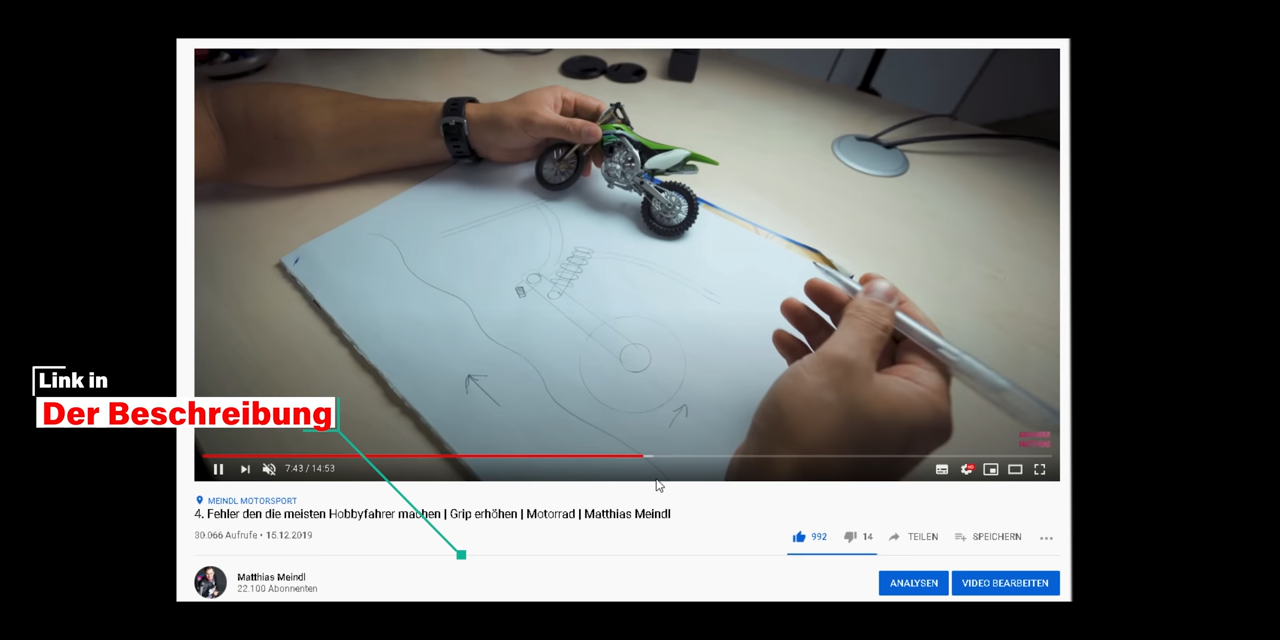 Link in
Der Beschreibung
7:43 / 14:53
MEINDL MOTORSPORT
4. Fehler den die meisten Hobbyfahrer machen | Grip erhöhen | Motorrad | Matthias Meindl
30.066 Aufrufe • 15.12.2019
992
14
TEILEN
SPEICHERN
Matthias Meindl
22.100 Abonnenten
ANALYSEN
VIDEO BEARBEITEN